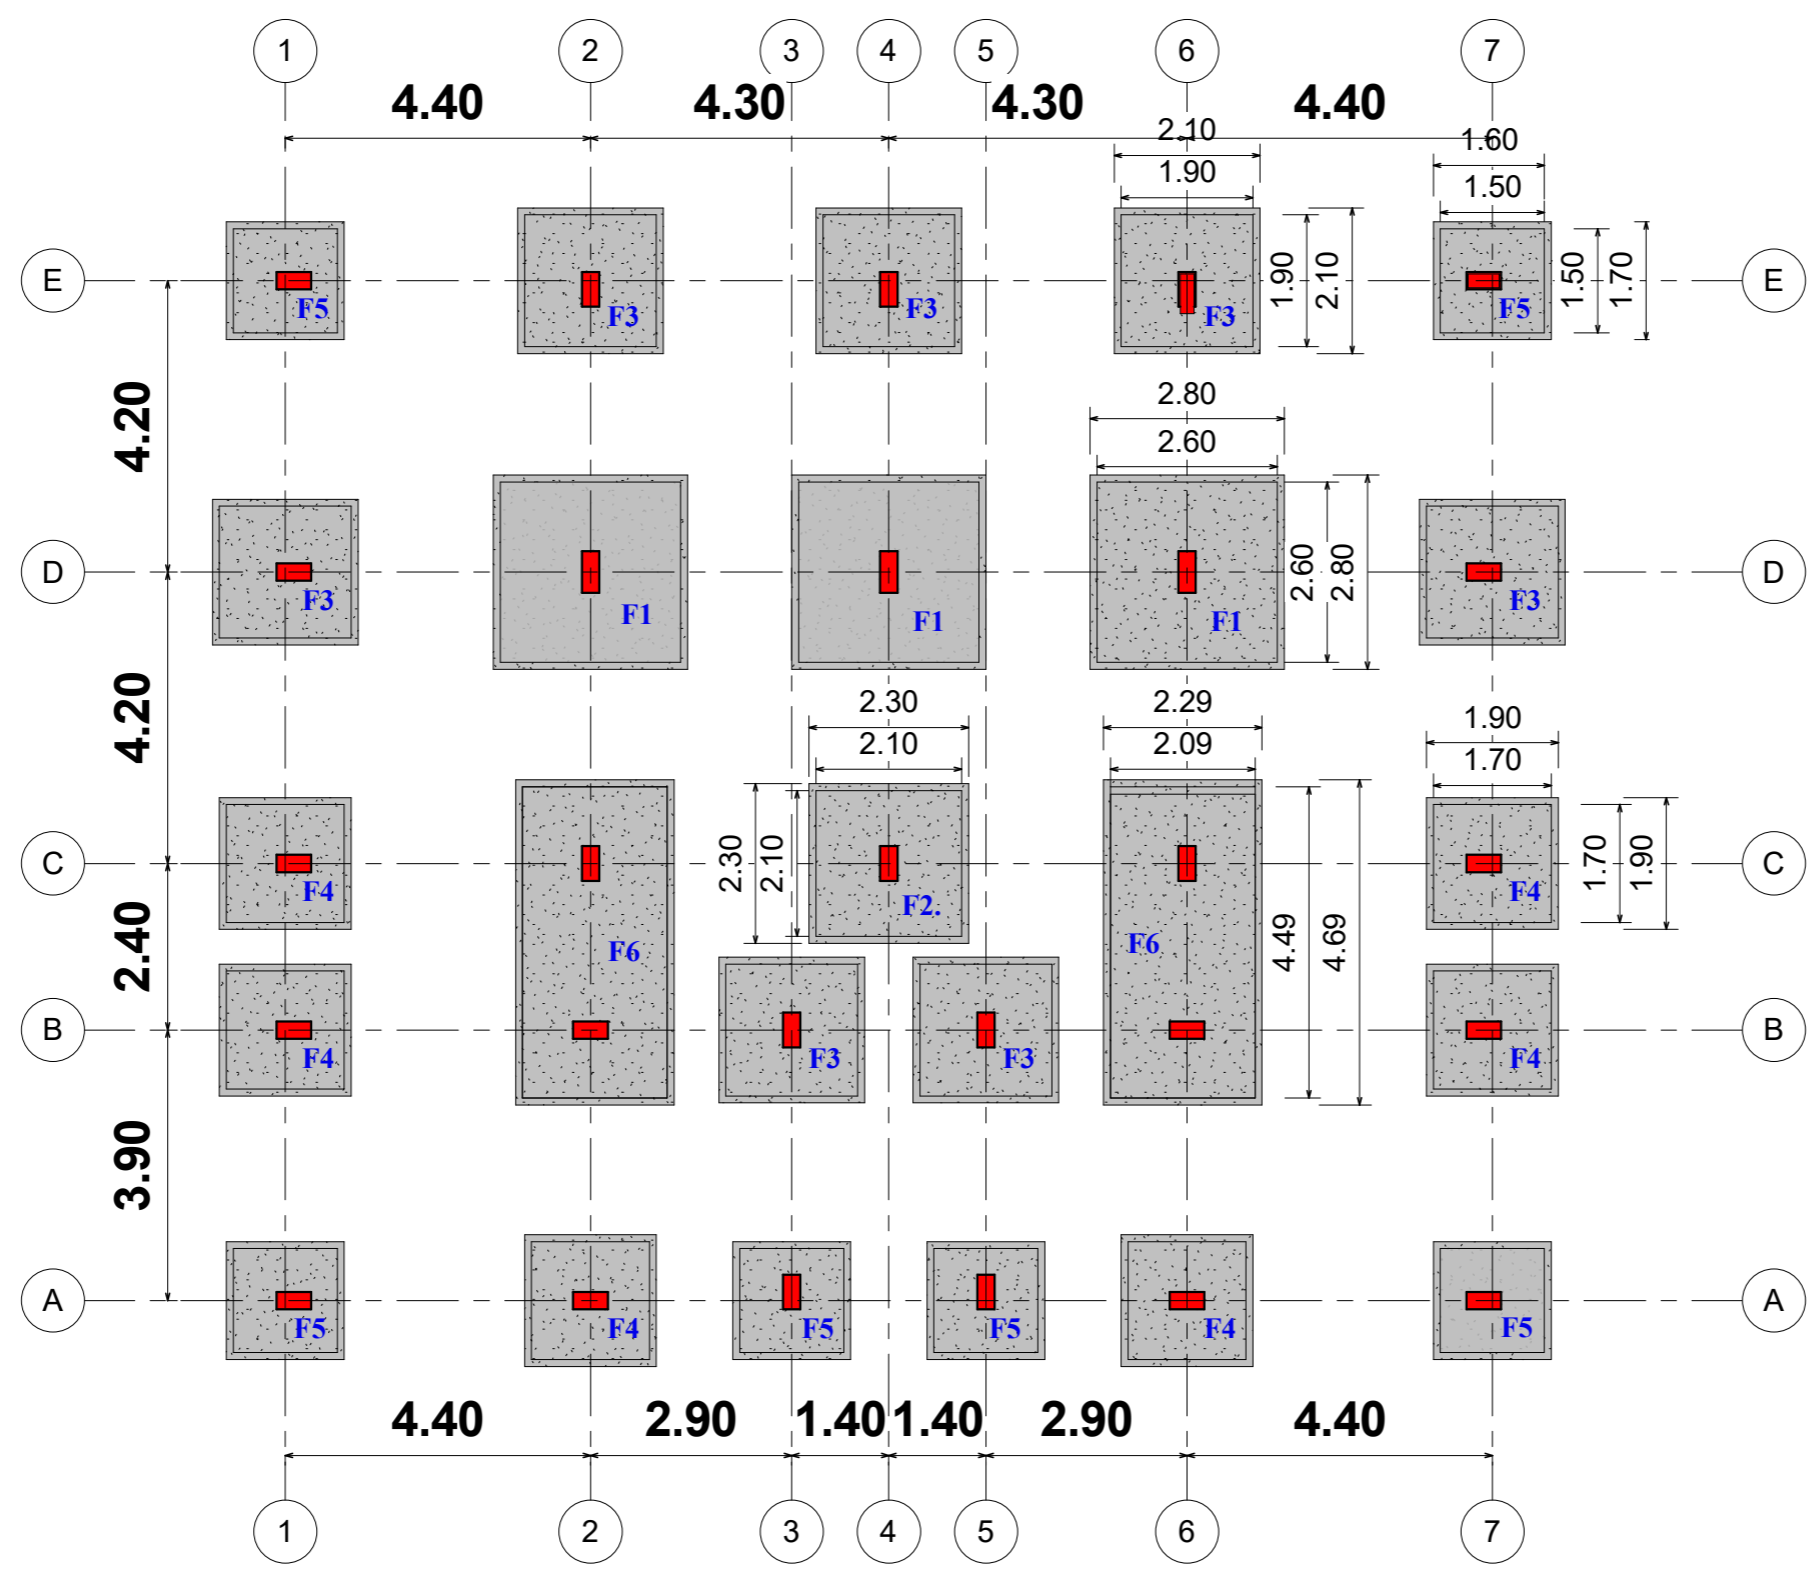 1 2 3 4 5 6 7
4.40 4.30 4.30 4.40
2.10 1.60
1.90 1.50
E F5 F3 F3 F3 1.90 2.10 F5 1.50 1.70 E
4.20
2.80
2.60
D F3 F1 F1 F1 2.60 2.80 F3 D
4.20
2.30 2.29 1.90
2.10 2.09 1.70
C F4 2.30 2.10 F2. F4 1.70 1.90 C
2.40 F6 F6 4.49 4.69
B F4 F3 F3 F4 B
3.90
A F5 F4 F5 F5 F4 F5 A
4.40 2.90 1.40 1.40 2.90 4.40
1 2 3 4 5 6 7